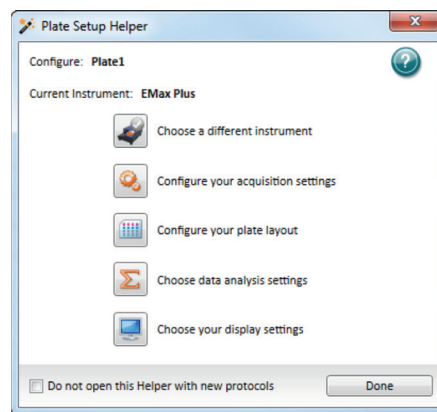 Plate Setup Helper
Configure: Plate1
Current Instrument: EMax Plus
Choose a different instrument
Configure your acquisition settings
Configure your plate layout
Choose data analysis settings
Choose your display settings
Do not open this Helper with new protocols
Done